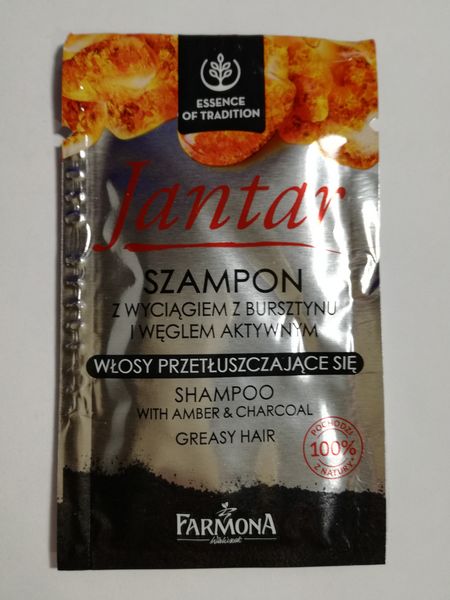 ESSENCE
OF TRADITION
Jantar
SZAMPON
Z WYCIĄGIEM Z BURSZTYNU
I WĘGLEM AKTYWNYM
WŁOSY PRZETŁUSZCZAJĄCE SIĘ
SHAMPOO
WITH AMBER & CHARCOAL
GREASY HAIR
POCHODZI
100%
Z NATURY
FARMONA